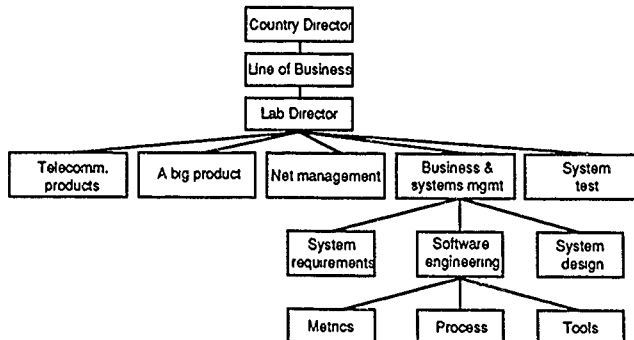 Country Director
Line of Business
Lab Director
Telecomm.
products
A big product
Net management
Business &
systems mgmt
System
test
System
requirements
Software
engineering
System
design
Metrics
Process
Tools